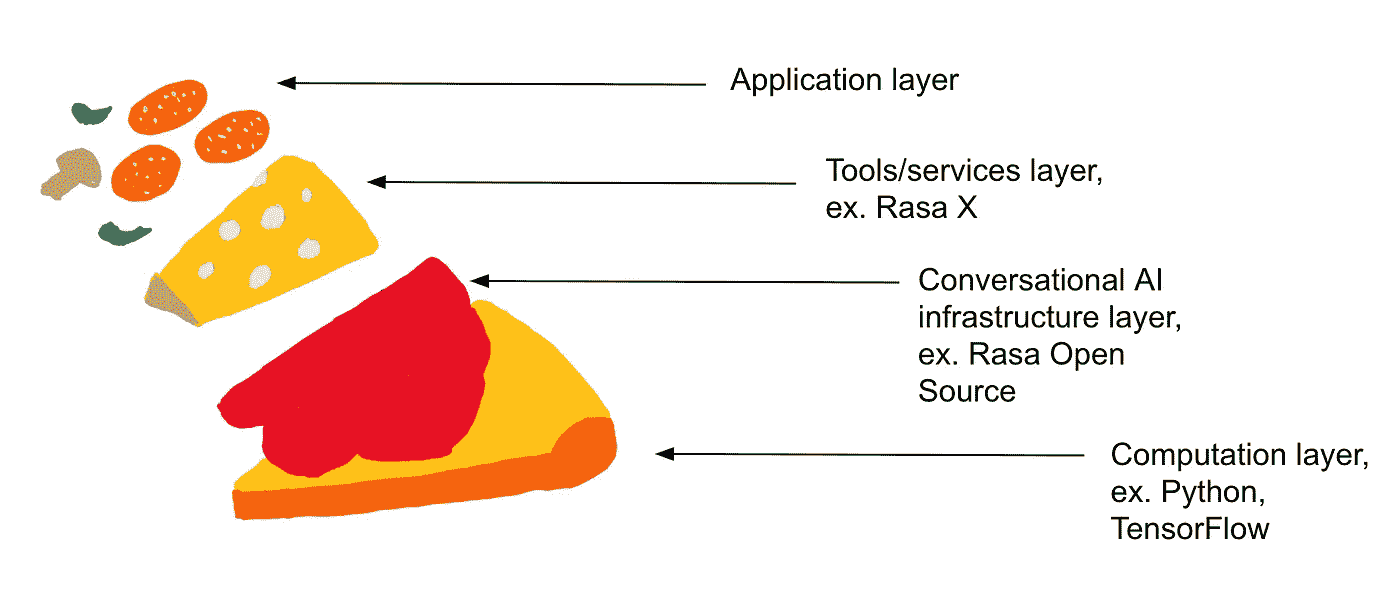 Application layer
Tools/services layer,
ex. Rasa X
Conversational AI
infrastructure layer,
ex. Rasa Open
Source
Computation layer,
ex. Python,
TensorFlow